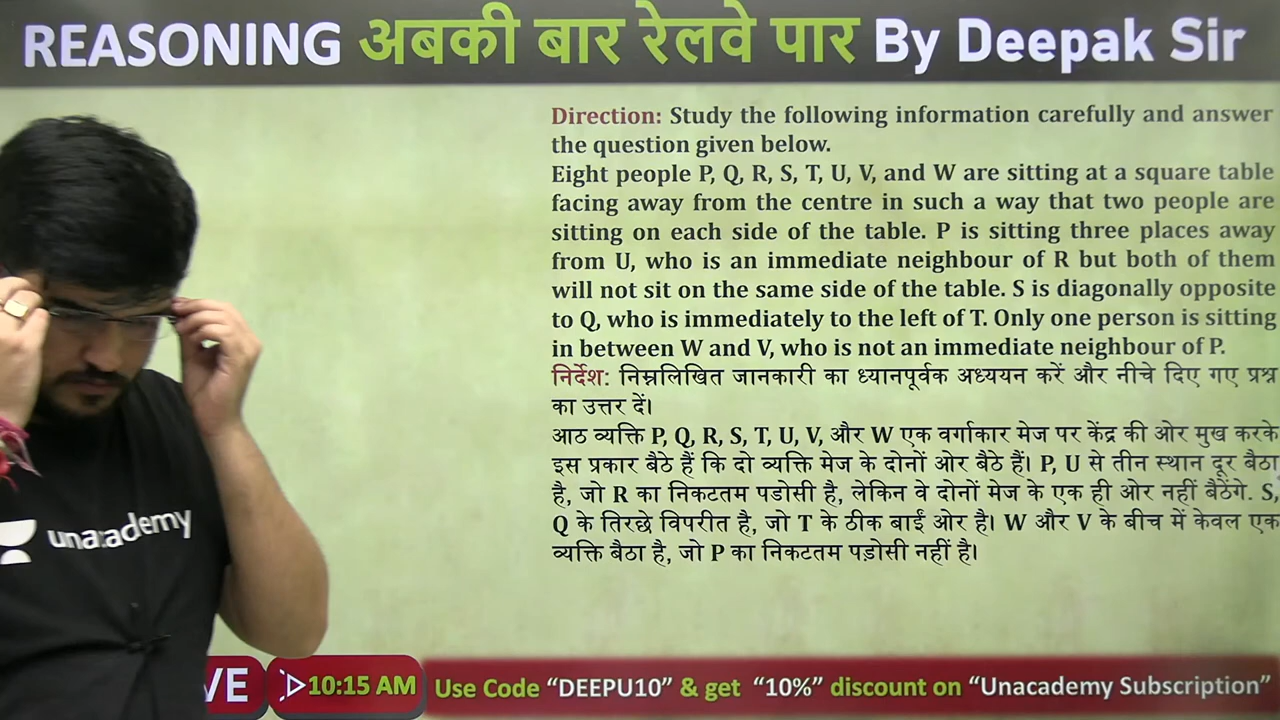 REASONING अबकी बार रेलवे पार By Deepak Sir
Direction: Study the following information carefully and answer
the question given below.
Eight people P, Q, R, S, T, U, V, and W are sitting at a square table
facing away from the centre in such a way that two people are
sitting on each side of the table. P is sitting three places away
from U, who is an immediate neighbour of R but both of them
will not sit on the same side of the table. S is diagonally opposite
to Q, who is immediately to the left of T. Only one person is sitting
in between W and V, who is not an immediate neighbour of P.
निर्देश: निम्नलिखित जानकारी का ध्यानपूर्वक अध्ययन करें और नीचे दिए गए प्रश्न
का उत्तर दें।
आठ व्यक्ति P, Q, R, S, T, U, V, और W एक वर्गाकार मेज पर केंद्र की ओर मुख करके
इस प्रकार बैठे हैं कि दो व्यक्ति मेज के दोनों ओर बैठे हैं। P, U से तीन स्थान दूर बैठा
है, जो R का निकटतम पडोसी है, लेकिन वे दोनों मेज के एक ही ओर नहीं बैठेंगे. S,
Q के तिरछे विपरीत है, जो T के ठीक बाईं ओर है। W और V के बीच में केवल एक
व्यक्ति बैठा है, जो P का निकटतम पड़ोसी नहीं है।
unacademy
VE
10:15 AM
Use Code “DEEPU10” & get “10%” discount on “Unacademy Subscription”